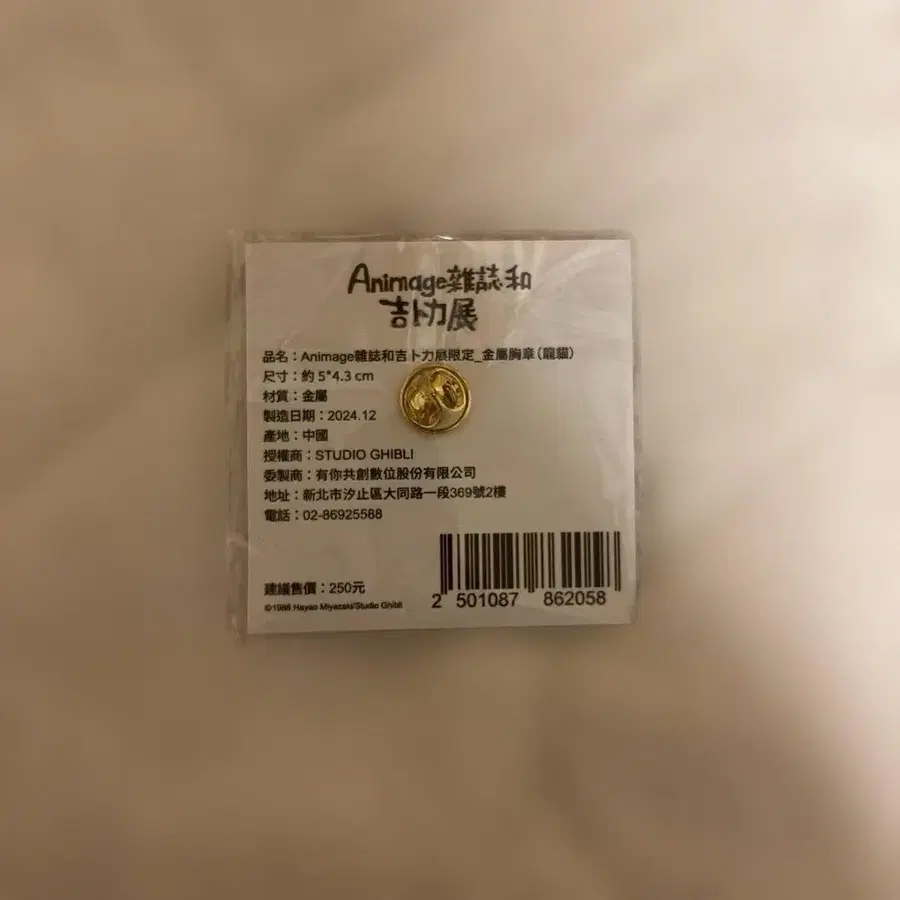 Animage雜誌和
吉卜力展
品名：Animage雜誌和吉卜力展限定_金屬胸章(龍貓)
尺寸：約 5*4.3 cm
材質：金屬
製造日期：2024.12
產地：中國
授權商：STUDIO GHIBLI
委製商：有你共創數位股份有限公司
地址：新北市汐止區大同路一段369號2樓
電話：02-86925588
建議售價：250元
©1988 Hayao Miyazaki/Studio Ghibli
2 501087 862058